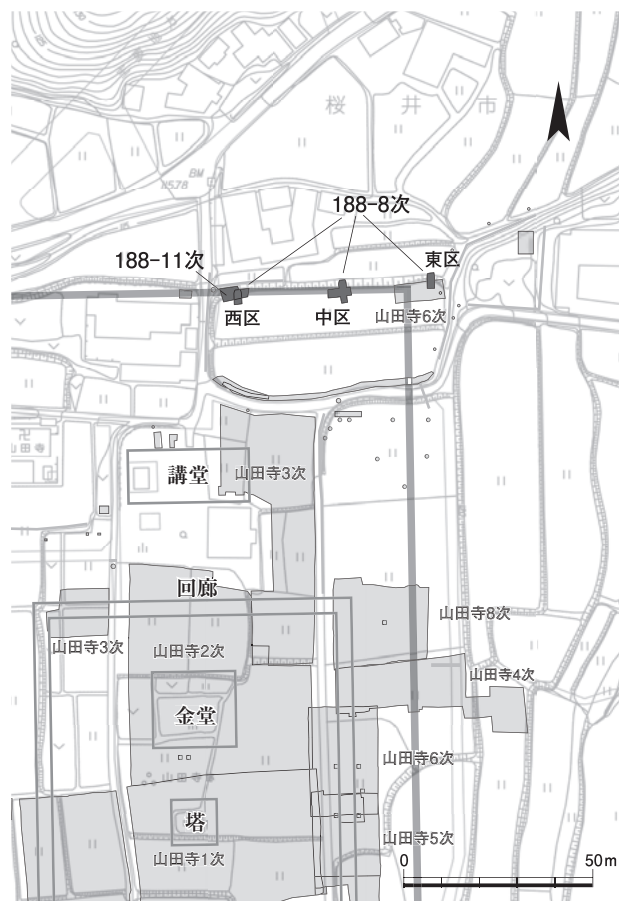 桜井市
188-8次
BM
188-11次
東区
西区
中区
山田寺6次
講堂
山田寺3次
回廊
山田寺8次
山田寺3次
山田寺2次
山田寺4次
金堂
山田寺6次
塔
山田寺5次
山田寺1次
0
50m